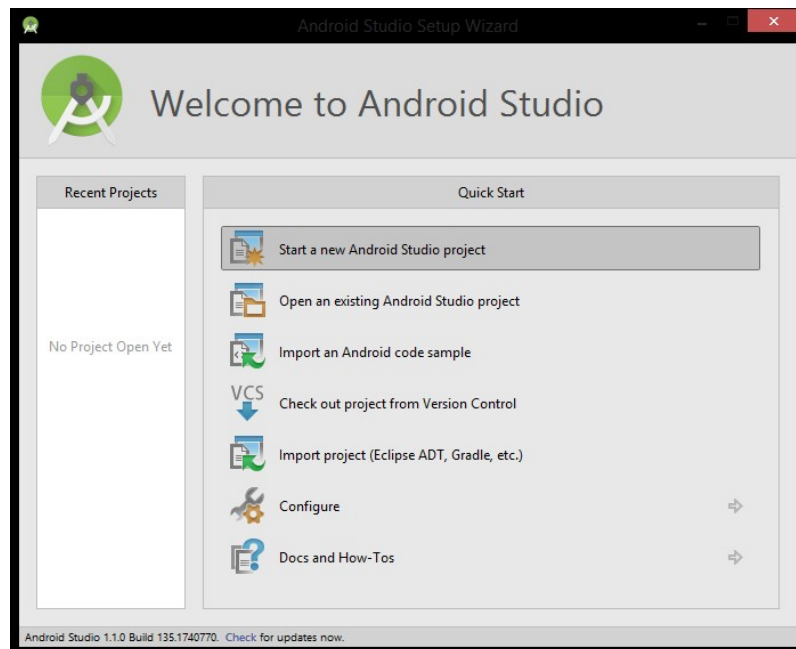 Android Studio Setup Wizard
Welcome to Android Studio
Recent Projects
No Project Open Yet
Quick Start
Start a new Android Studio project
Open an existing Android Studio project
Import an Android code sample
VCS
Check out project from Version Control
Import project (Eclipse ADT, Gradle, etc.)
Configure
Docs and How-Tos
Android Studio 1.1.0 Build 135.1740770. Check for updates now.